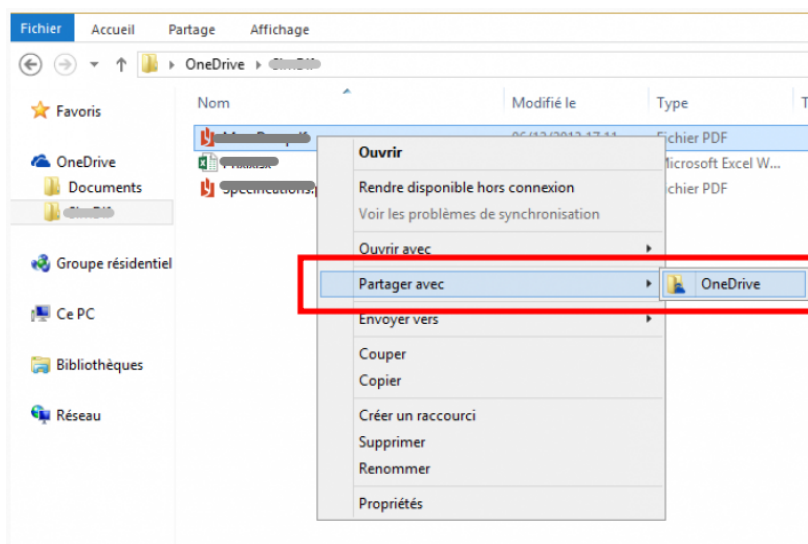 Fichier Accueil Partage Affichage
OneDrive
Nom Modifié le Type
Favoris
Fichier PDF
Ouvrir
OneDrive
Microsoft Excel W...
Documents
Rendre disponible hors connexion
Fichier PDF
Voir les problèmes de synchronisation
Ouvrir avec
Groupe résidentiel
Partager avec
OneDrive
Ce PC
Envoyer vers
Couper
Bibliothèques
Copier
Réseau
Créer un raccourci
Supprimer
Renommer
Propriétés